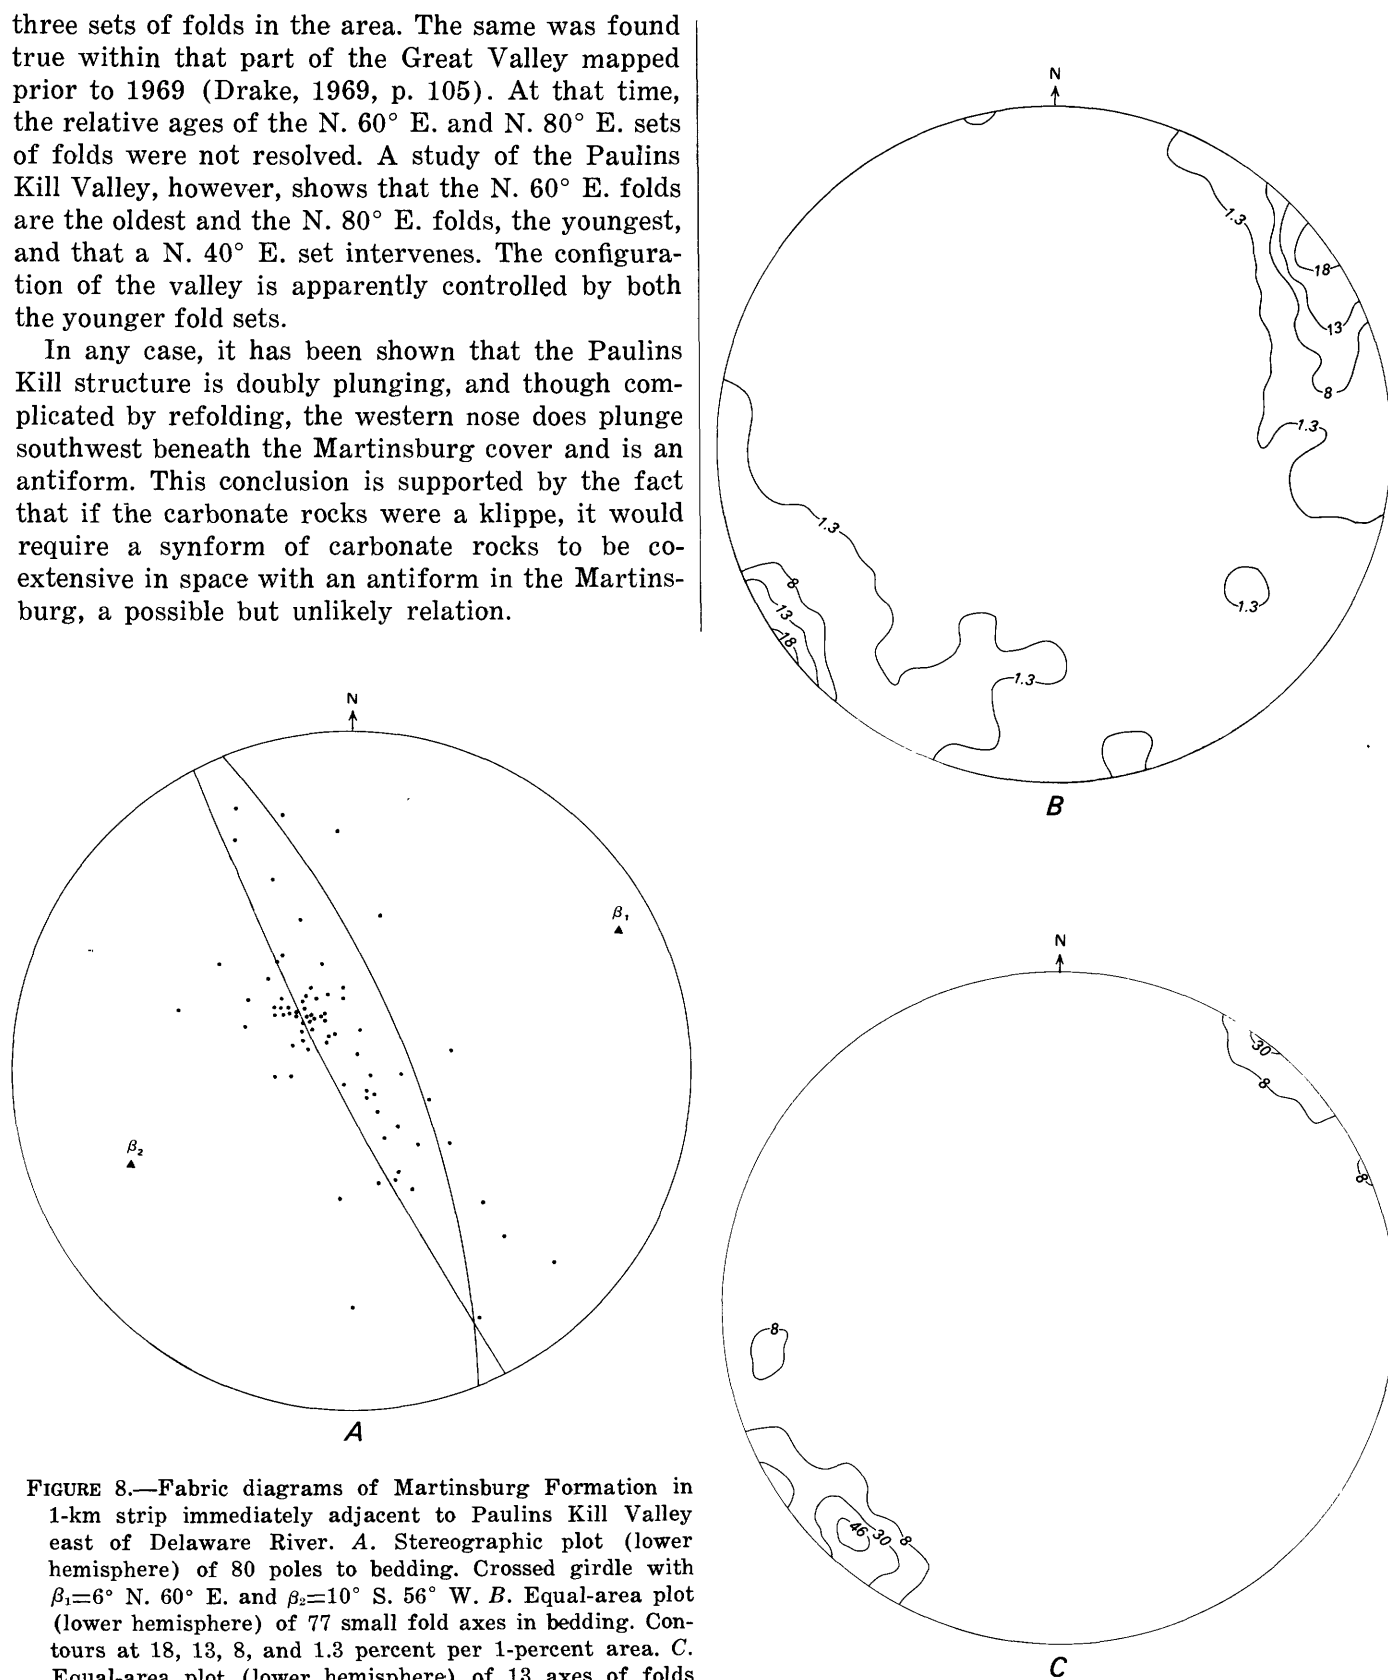 three sets of folds in the area. The same was found
true within that part of the Great Valley mapped
prior to 1969 (Drake, 1969, p. 105). At that time,
the relative ages of the N. 60° E. and N. 80° E. sets
of folds were not resolved. A study of the Paulins
Kill Valley, however, shows that the N. 60° E. folds
are the oldest and the N. 80° E. folds, the youngest,
and that a N. 40° E. set intervenes. The configura-
tion of the valley is apparently controlled by both
the younger fold sets.
In any case, it has been shown that the Paulins
Kill structure is doubly plunging, and though com-
plicated by refolding, the western nose does plunge
southwest beneath the Martinsburg cover and is an
antiform. This conclusion is supported by the fact
that if the carbonate rocks were a klippe, it would
require a synform of carbonate rocks to be co-
extensive in space with an antiform in the Martins-
burg, a possible but unlikely relation.
N
1.3
18
13
8
1.3
1.3
8
13
18
1.3
1.3
B
N
β₁
β₂
A
N
30
8
8
8
46
30
8
C
FIGURE 8.—Fabric diagrams of Martinsburg Formation in
1-km strip immediately adjacent to Paulins Kill Valley
east of Delaware River. A. Stereographic plot (lower
hemisphere) of 80 poles to bedding. Crossed girdle with
β₁=6° N. 60° E. and β₂=10° S. 56° W. B. Equal-area plot
(lower hemisphere) of 77 small fold axes in bedding. Con-
tours at 18, 13, 8, and 1.3 percent per 1-percent area. C.
Equal-area plot (lower hemisphere) of 13 axes of folds